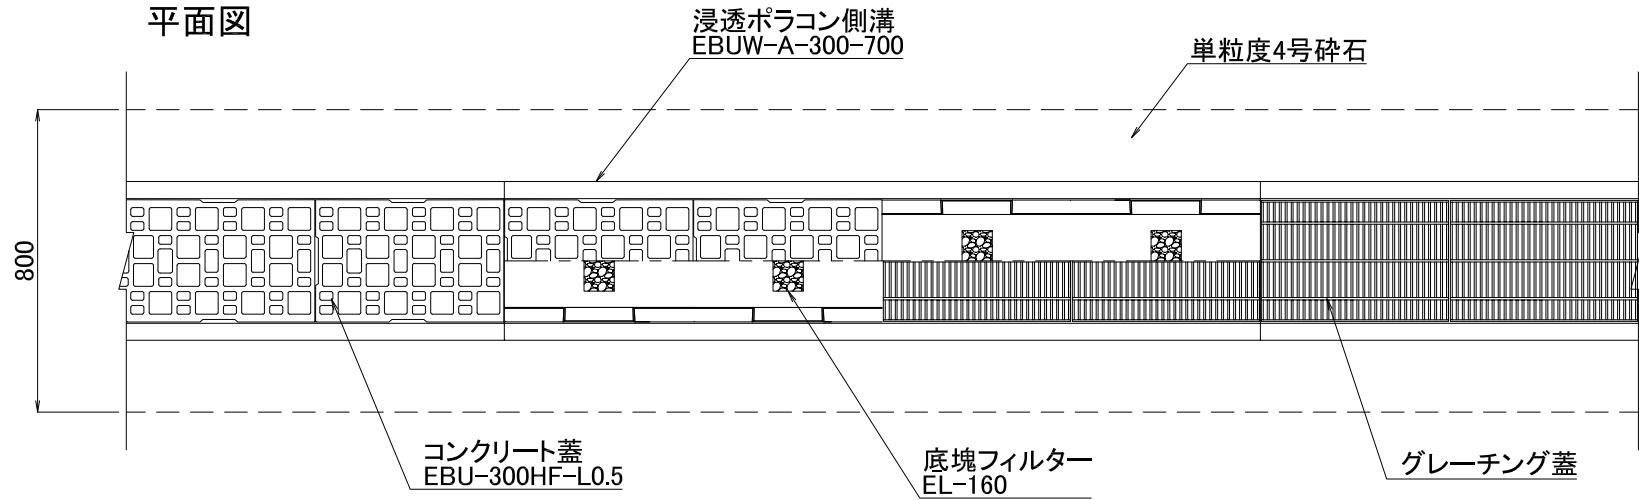 平面図
浸透ポラコン側溝
EBUW-A-300-700
単粒度4号砕石
800
コンクリート蓋
EBU-300HF-L0.5
底塊フィルター
EL-160
グレーチング蓋